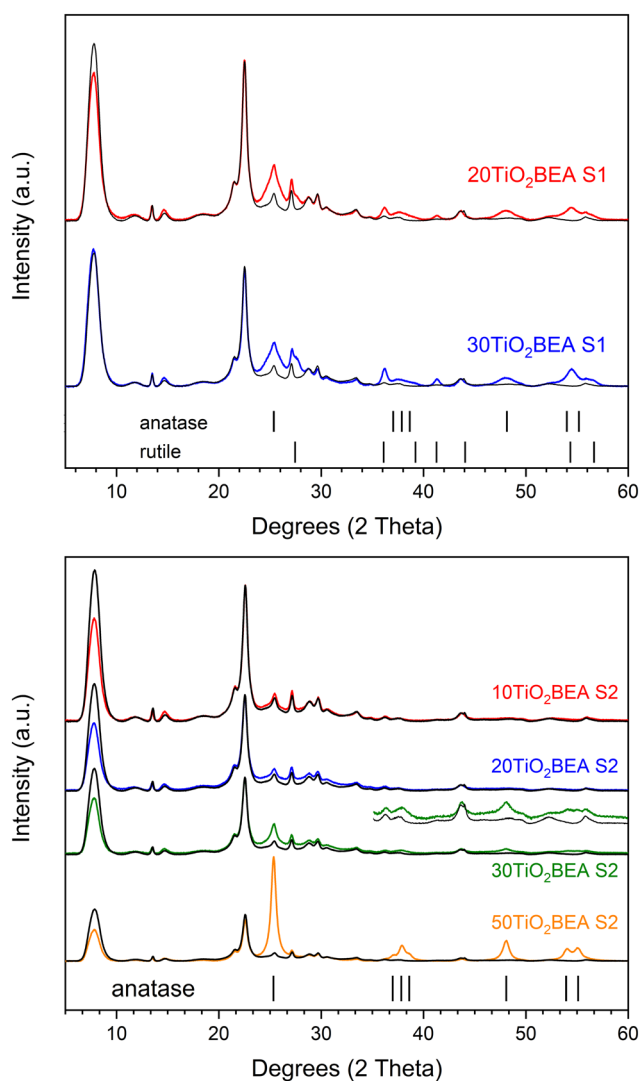 Intensity (a.u.)
20TiO₂BEA S1
30TiO₂BEA S1
anatase
rutile
10 20 30 40 50 60
Degrees (2 Theta)
Intensity (a.u.)
10TiO₂BEA S2
20TiO₂BEA S2
30TiO₂BEA S2
50TiO₂BEA S2
anatase
10 20 30 40 50 60
Degrees (2 Theta)